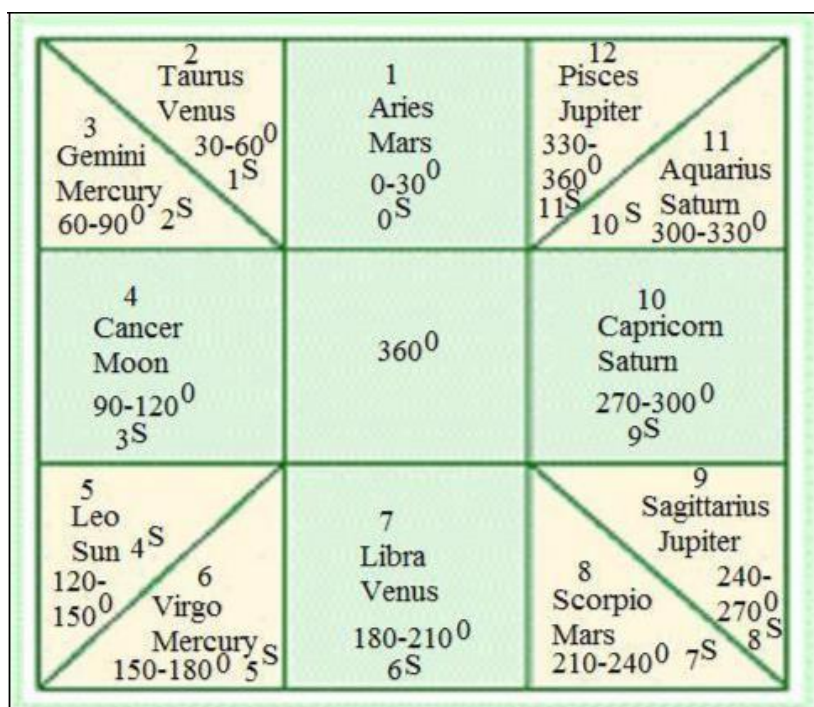 2
Taurus
Venus
30-60⁰
1ˢ
3
Gemini
Mercury
60-90⁰ 2ˢ
1
Aries
Mars
0-30⁰
0ˢ
12
Pisces
Jupiter
330-
360⁰
11ˢ
11
Aquarius
Saturn
10 ˢ
300-330⁰
4
Cancer
Moon
90-120⁰
3ˢ
360⁰
10
Capricorn
Saturn
270-300⁰
9ˢ
5
Leo
Sun 4ˢ
120-
150⁰
6
Virgo
Mercury
150-180⁰ 5ˢ
7
Libra
Venus
180-210⁰
6ˢ
8
Scorpio
Mars
210-240⁰ 7ˢ
9
Sagittarius
Jupiter
240-
270⁰
8ˢ